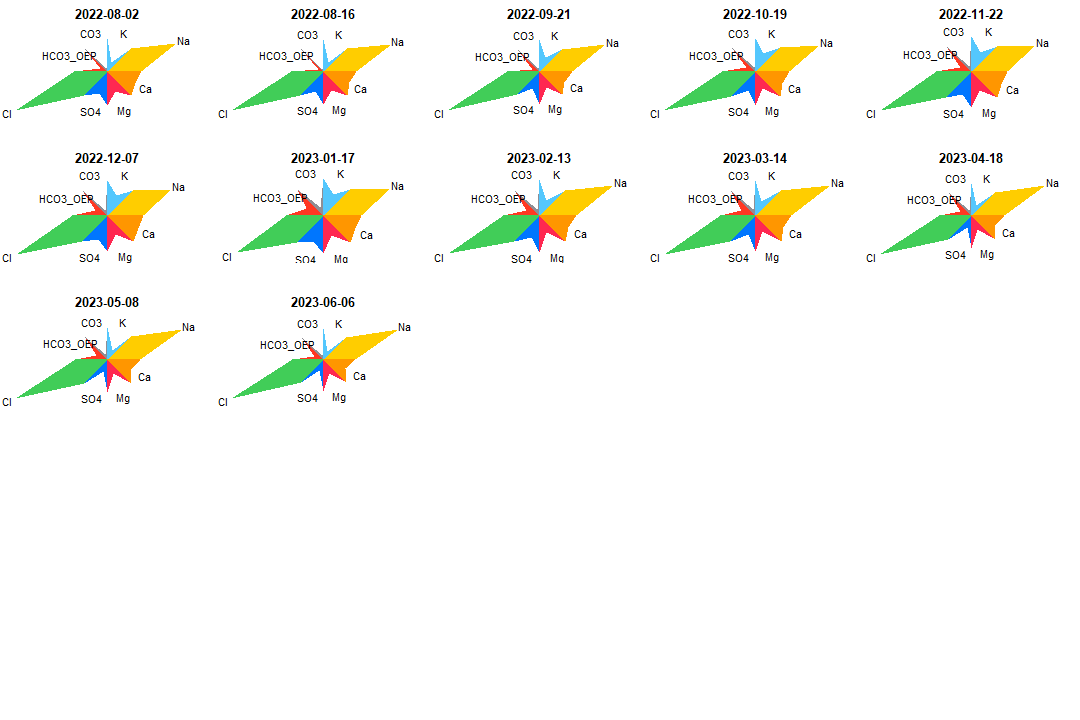 2022-08-02
CO3 K
Na
HCO3_OEP
Ca
Cl
SO4 Mg
2022-08-16
CO3 K
Na
HCO3_OEP
Ca
Cl
SO4 Mg
2022-09-21
CO3 K
Na
HCO3_OEP
Ca
Cl
SO4 Mg
2022-10-19
CO3 K
Na
HCO3_OEP
Ca
Cl
SO4 Mg
2022-11-22
CO3 K
Na
HCO3_OEP
Ca
Cl
SO4 Mg
2022-12-07
CO3 K
Na
HCO3_OEP
Ca
Cl
SO4 Mg
2023-01-17
CO3 K
Na
HCO3_OEP
Ca
Cl
SO4 Mg
2023-02-13
CO3 K
Na
HCO3_OEP
Ca
Cl
SO4 Mg
2023-03-14
CO3 K
Na
HCO3_OEP
Ca
Cl
SO4 Mg
2023-04-18
CO3 K
Na
HCO3_OEP
Ca
Cl
SO4 Mg
2023-05-08
CO3 K
Na
HCO3_OEP
Ca
Cl
SO4 Mg
2023-06-06
CO3 K
Na
HCO3_OEP
Ca
Cl
SO4 Mg